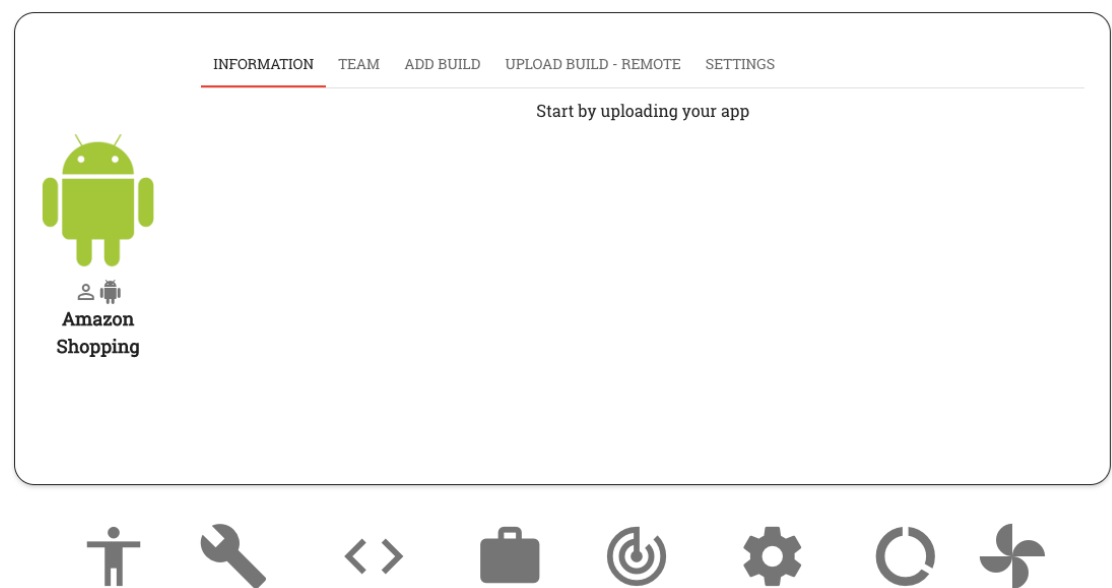 INFORMATION TEAM ADD BUILD UPLOAD BUILD - REMOTE SETTINGS
Start by uploading your app
Amazon
Shopping